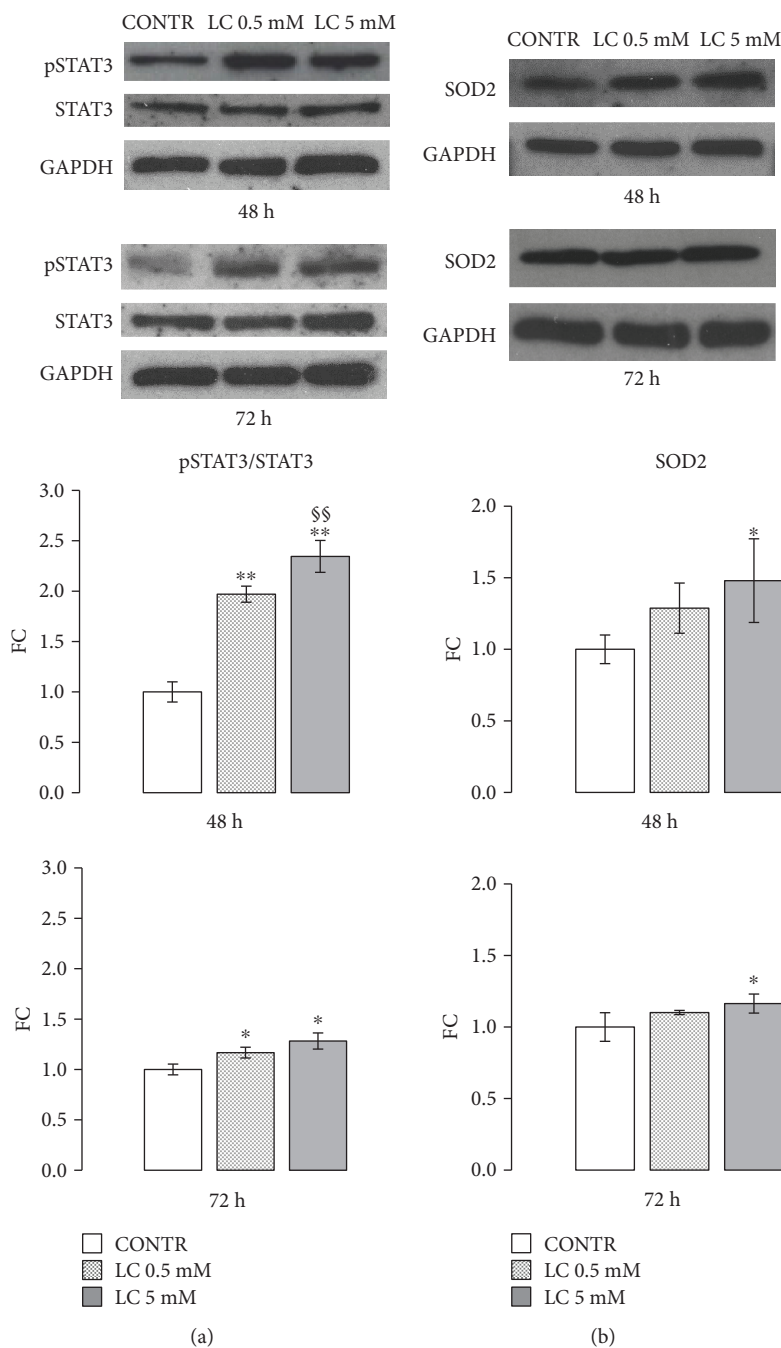 CONTR LC 0.5 mM LC 5 mM
pSTAT3
STAT3
GAPDH
48 h
pSTAT3
STAT3
GAPDH
72 h
CONTR LC 0.5 mM LC 5 mM
SOD2
GAPDH
48 h
SOD2
GAPDH
72 h
pSTAT3/STAT3
3.0
2.5
2.0
1.5
1.0
0.5
0.0
FC
**
§§
**
48 h
3.0
2.5
2.0
1.5
1.0
0.5
0.0
FC
*
*
72 h
CONTR
LC 0.5 mM
LC 5 mM
(a)
SOD2
2.0
1.5
1.0
0.5
0.0
FC
*
48 h
2.0
1.5
1.0
0.5
0.0
FC
*
72 h
CONTR
LC 0.5 mM
LC 5 mM
(b)